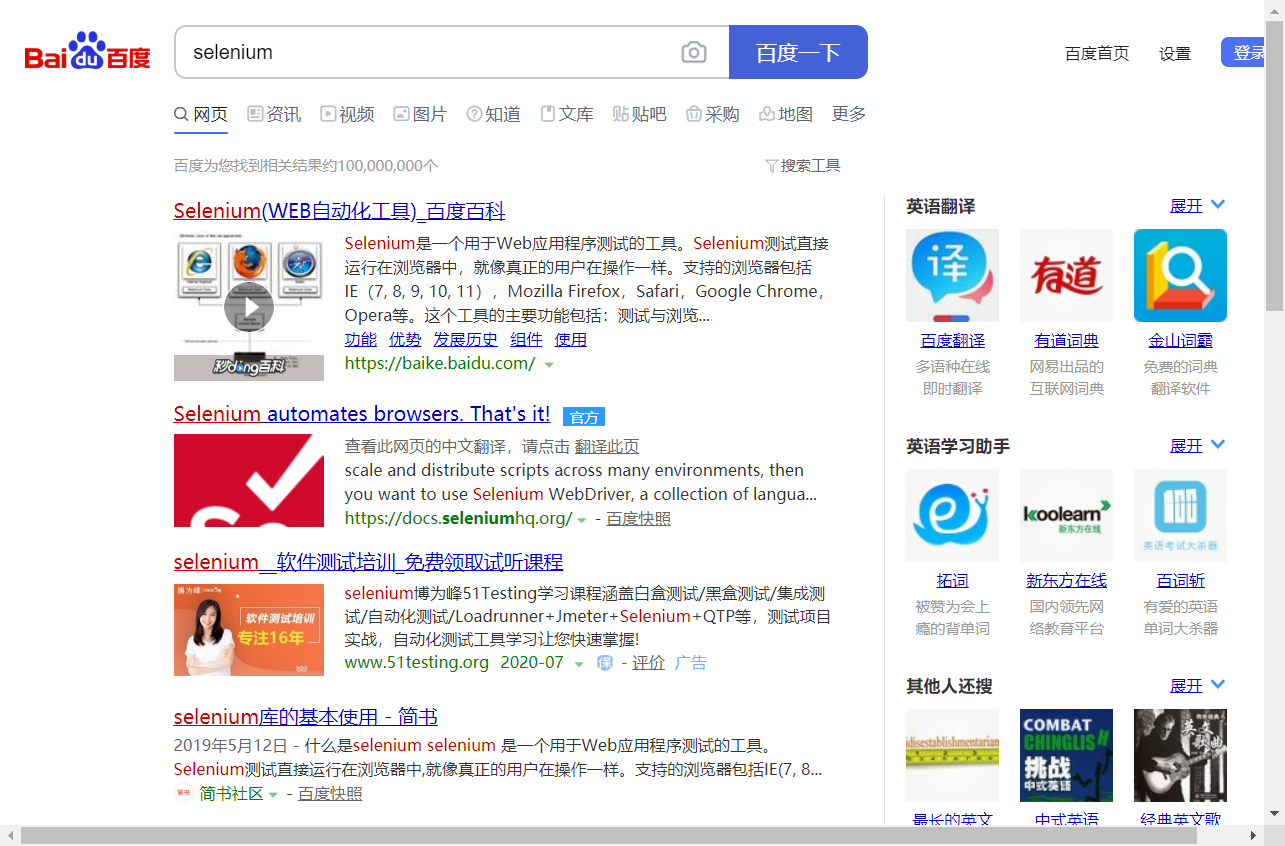 Bai du 百度
selenium
百度一下
百度首页 设置 登录
网页 资讯 视频 图片 知道 文库 贴吧 采购 地图 更多
百度为您找到相关结果约100,000,000个
搜索工具
Selenium(WEB自动化工具)_百度百科
Selenium是一个用于Web应用程序测试的工具。Selenium测试直接
运行在浏览器中，就像真正的用户在操作一样。支持的浏览器包括
IE（7, 8, 9, 10, 11），Mozilla Firefox，Safari，Google Chrome，
Opera等。这个工具的主要功能包括：测试与浏览...
功能 优势 发展历史 组件 使用
秒dǒng百科
https://baike.baidu.com/
Selenium automates browsers. That's it! 官方
查看此网页的中文翻译，请点击 翻译此页
scale and distribute scripts across many environments, then
you want to use Selenium WebDriver, a collection of langua...
https://docs.seleniumhq.org/ - 百度快照
selenium__软件测试培训_免费领取试听课程
博为峰
软件测试培训
专注16年
selenium博为峰51Testing学习课程涵盖白盒测试/黑盒测试/集成测
试/自动化测试/Loadrunner+Jmeter+Selenium+QTP等，测试项目
实战，自动化测试工具学习让您快速掌握!
www.51testing.org 2020-07 保 - 评价 广告
selenium库的基本使用 - 简书
2019年5月12日 - 什么是selenium selenium 是一个用于Web应用程序测试的工具。
Selenium测试直接运行在浏览器中,就像真正的用户在操作一样。支持的浏览器包括IE(7, 8...
简书 简书社区 - 百度快照
英语翻译 展开
译 有道
百度翻译 有道词典 金山词霸
多语种在线 网易出品的 免费的词典
即时翻译 互联网词典 翻译软件
英语学习助手 展开
koolearn
新东方在线
100
英语考试大杀器
拓词 新东方在线 百词斩
被赞为会上 国内领先网 有爱的英语
瘾的背单词 络教育平台 单词大杀器
其他人还搜 展开
disestablishmentarian
COMBAT
CHINGLISH
挑战
中式英语
英文歌曲
最长的英文 中式英语 经典英文歌